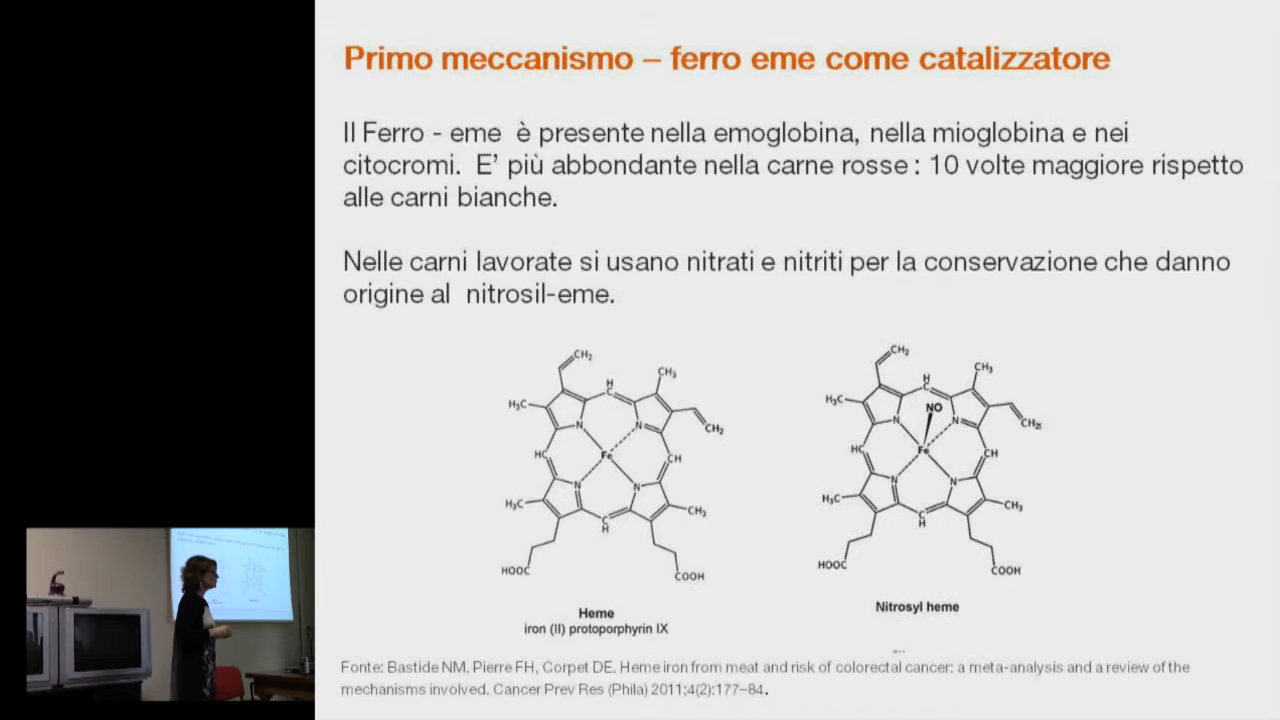 Primo meccanismo – ferro eme come catalizzatore
Il Ferro - eme è presente nella emoglobina, nella mioglobina e nei
citocromi. E' più abbondante nella carne rosse : 10 volte maggiore rispetto
alle carni bianche.
Nelle carni lavorate si usano nitrati e nitriti per la conservazione che danno
origine al nitrosil-eme.
CH₂
CH₃
H
C
H₃C
N
N
CH₂
HC
Fe
CH
N
N
H₃C
CH₃
C
H
HOOC
COOH
Heme
iron (II) protoporphyrin IX
CH₂
CH₃
H
C
H₃C
NO
N
N
CH₂
HC
Fe
CH
N
N
H₃C
CH₃
C
H
HOOC
COOH
Nitrosyl heme
Fonte: Bastide NM, Pierre FH, Corpet DE. Heme iron from meat and risk of colorectal cancer: a meta-analysis and a review of the
mechanisms involved. Cancer Prev Res (Phila) 2011;4(2):177–84.